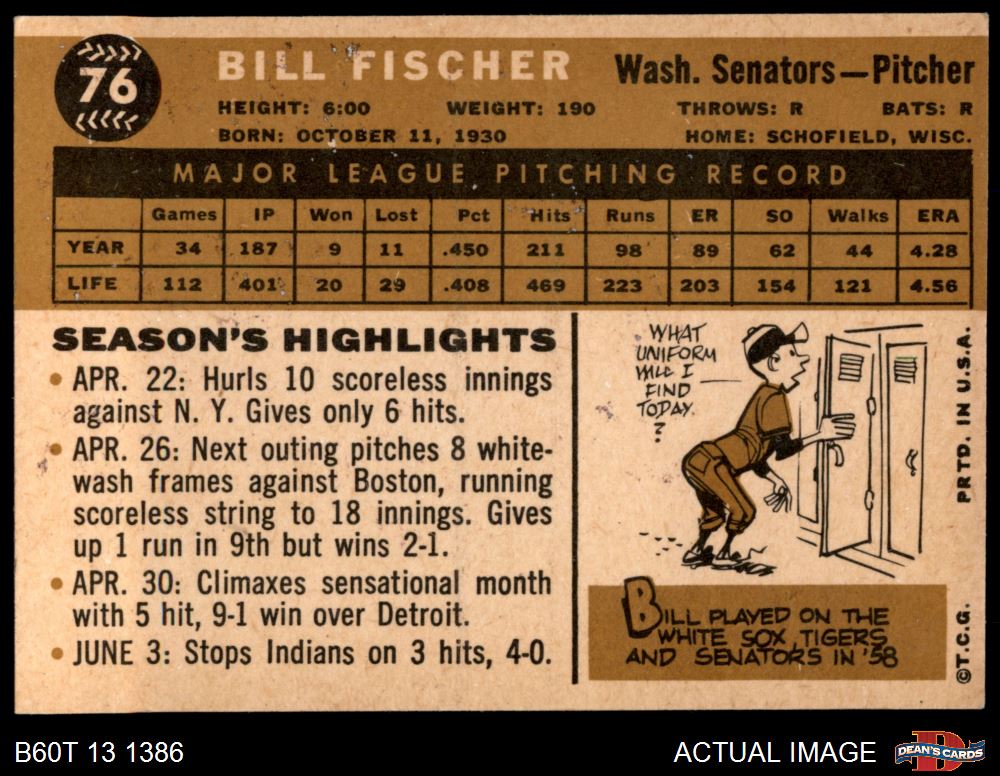 76
BILL FISCHER
Wash. Senators—Pitcher
HEIGHT: 6:00 WEIGHT: 190 THROWS: R BATS: R
BORN: OCTOBER 11, 1930 HOME: SCHOFIELD, WISC.
MAJOR LEAGUE PITCHING RECORD
Games IP Won Lost Pct Hits Runs ER SO Walks ERA
YEAR 34 187 9 11 .450 211 98 89 62 44 4.28
LIFE 112 401 20 29 .408 469 223 203 154 121 4.56
SEASON'S HIGHLIGHTS
• APR. 22: Hurls 10 scoreless innings
against N. Y. Gives only 6 hits.
• APR. 26: Next outing pitches 8 white-
wash frames against Boston, running
scoreless string to 18 innings. Gives
up 1 run in 9th but wins 2-1.
• APR. 30: Climaxes sensational month
with 5 hit, 9-1 win over Detroit.
• JUNE 3: Stops Indians on 3 hits, 4-0.
WHAT
UNIFORM
WILL I
FIND
TODAY.
?
BILL PLAYED ON THE
WHITE SOX, TIGERS
AND SENATORS IN '58
PRTD. IN U.S.A.
©T.C.G.
B60T 13 1386
ACTUAL IMAGE
DEAN'S CARDS